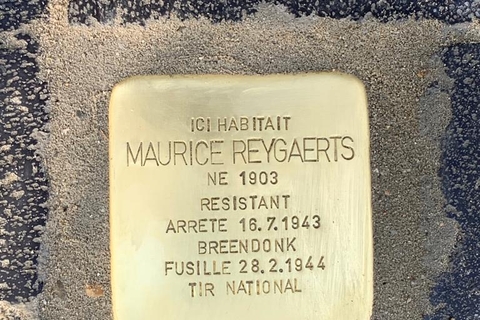 ICI HABITAIT
MAURICE REYGAERTS
NE 1903
RESISTANT
ARRETE 16.7.1943
BREENDONK
FUSILLE 28.2.1944
TIR NATIONAL